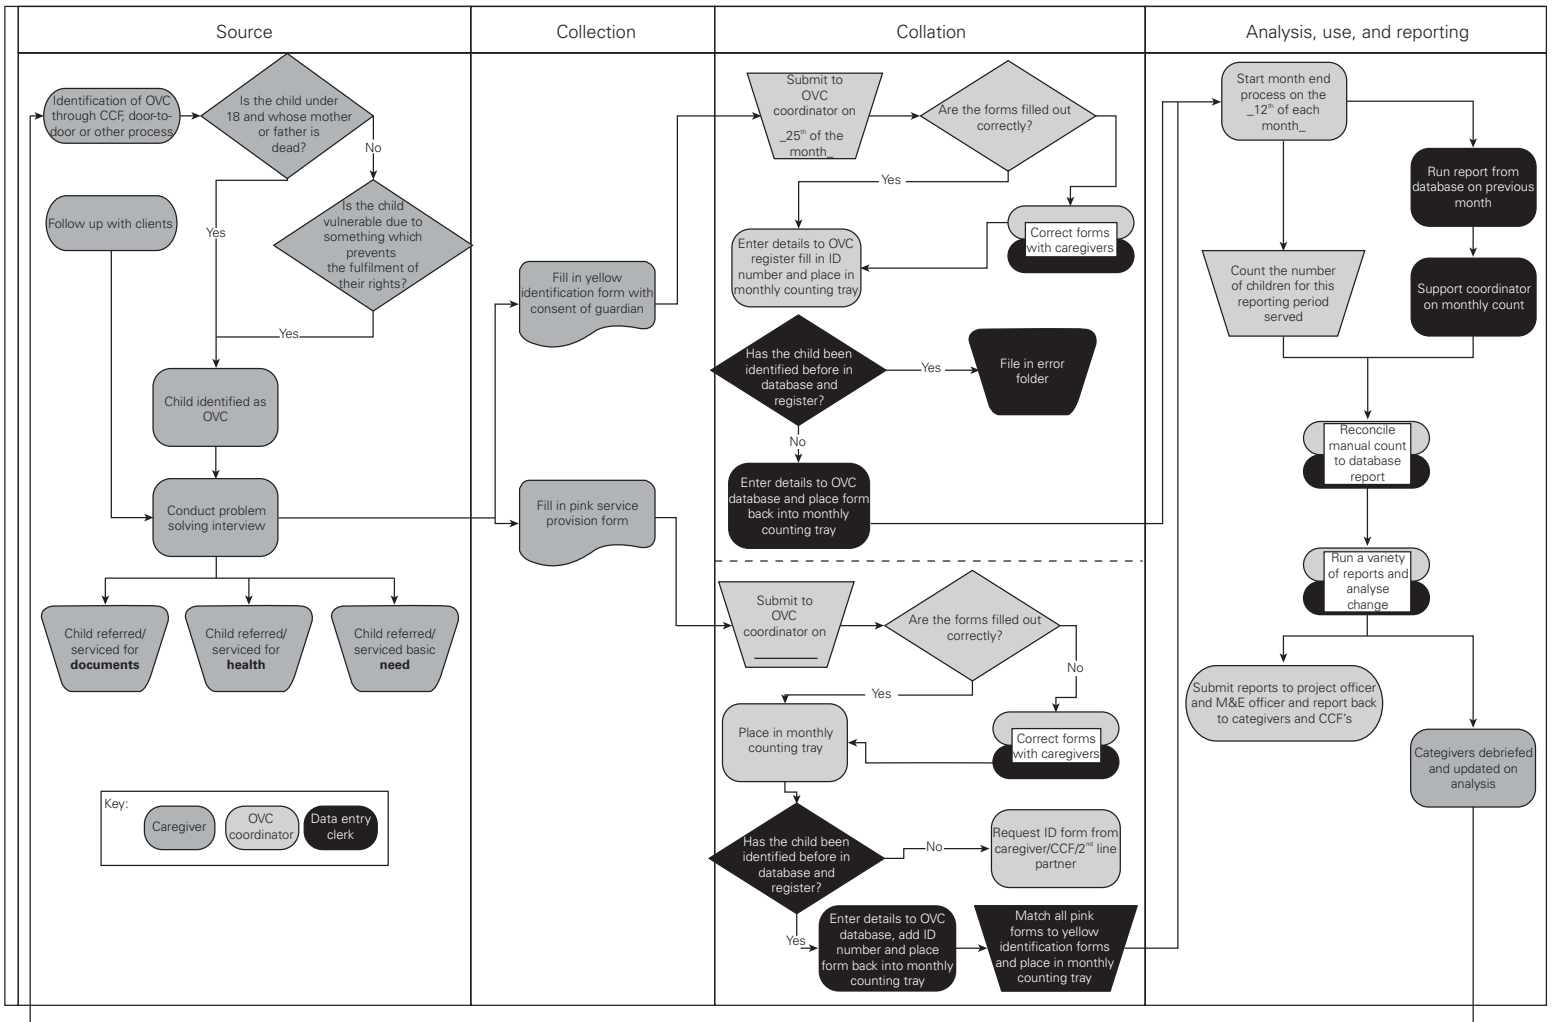 Source
Collection
Collation
Analysis, use, and reporting
Identification of OVC
through CCF, door-to-
door or other process
Is the child under
18 and whose mother
or father is
dead?
No
Follow up with clients
Yes
Is the child
vulnerable due to
something which
prevents
the fulfilment of
their rights?
Yes
Child identified as
OVC
Conduct problem
solving interview
Child referred/
serviced for
documents
Child referred/
serviced for
health
Child referred/
serviced basic
need
Key:
Caregiver
OVC
coordinator
Data entry
clerk
Fill in yellow
identification form with
consent of guardian
Fill in pink service
provision form
Submit to
OVC
coordinator on
_25th of the
month_
Are the forms filled out
correctly?
Yes
Correct forms
with caregivers
Enter details to OVC
register fill in ID
number and place in
monthly counting tray
Has the child been
identified before in
database and
register?
Yes
File in error
folder
No
Enter details to OVC
database and place form
back into monthly
counting tray
Submit to
OVC
coordinator on
Are the forms filled out
correctly?
No
Yes
Place in monthly
counting tray
Correct forms
with caregivers
Has the child been
identified before in
database and
register?
No
Request ID form from
caregiver/CCF/2nd line
partner
Yes
Enter details to OVC
database, add ID
number and place
form back into monthly
counting tray
Match all pink
forms to yellow
identification forms
and place in monthly
counting tray
Start month end
process on the
_12th of each
month_
Run report from
database on previous
month
Count the number
of children for this
reporting period
served
Support coordinator
on monthly count
Reconcile
manual count
to database
report
Run a variety
of reports and
analyse
change
Submit reports to project officer
and M&E officer and report back
to categivers and CCF's
Categivers debriefed
and updated on
analysis